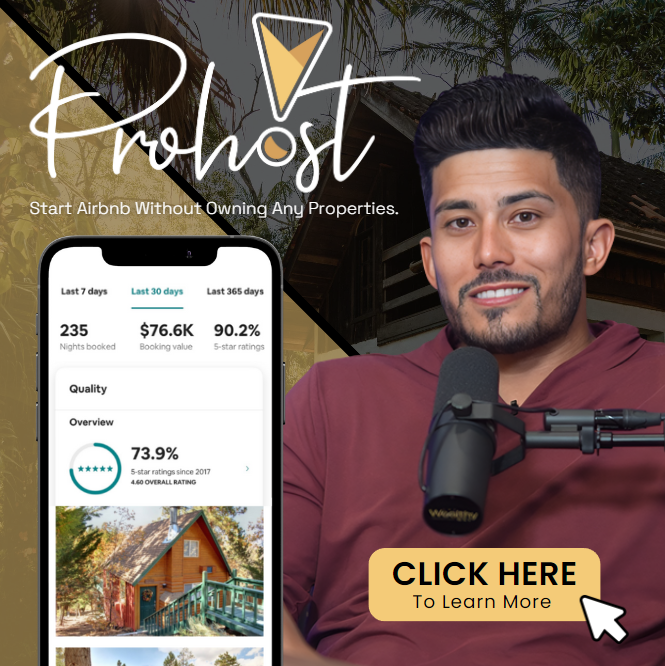 Prohost
Start Airbnb Without Owning Any Properties.
Last 7 days Last 30 days Last 365 days
235 $76.6K 90.2%
Nights booked Booking value 5-star ratings
Quality
Overview
73.9%
5-star ratings since 2017
4.60 OVERALL RATING
CLICK HERE
To Learn More